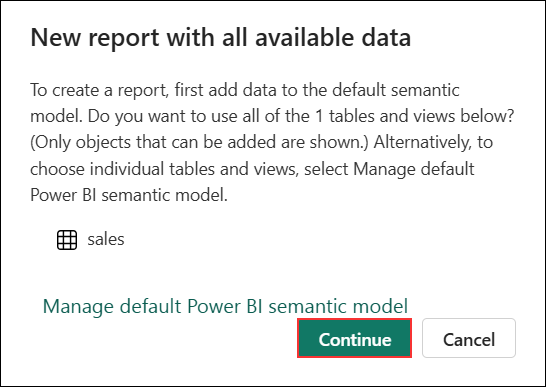 New report with all available data
To create a report, first add data to the default semantic
model. Do you want to use all of the 1 tables and views below?
(Only objects that can be added are shown.) Alternatively, to
choose individual tables and views, select Manage default
Power BI semantic model.
sales
Manage default Power BI semantic model
Continue
Cancel